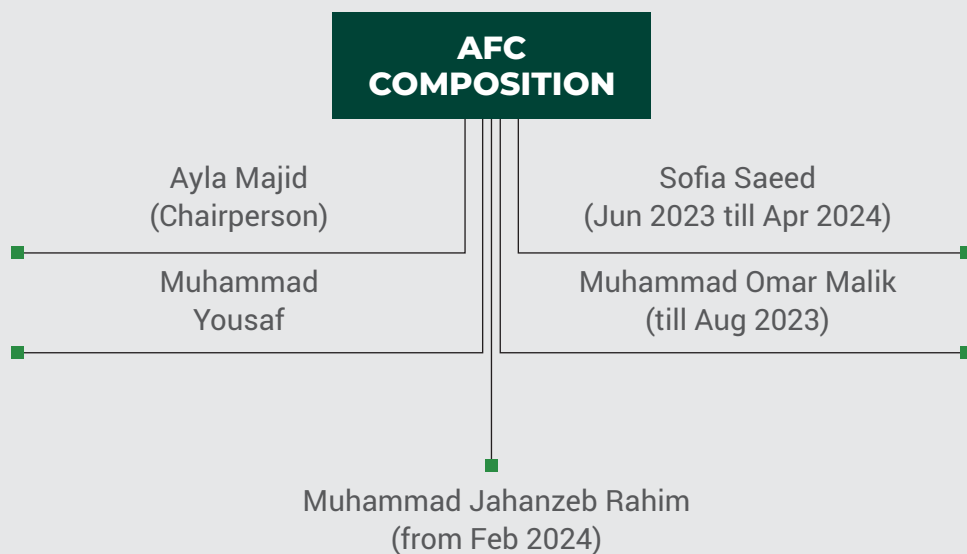 AFC
COMPOSITION
Ayla Majid
(Chairperson)
Sofia Saeed
(Jun 2023 till Apr 2024)
Muhammad
Yousaf
Muhammad Omar Malik
(till Aug 2023)
Muhammad Jahanzeb Rahim
(from Feb 2024)